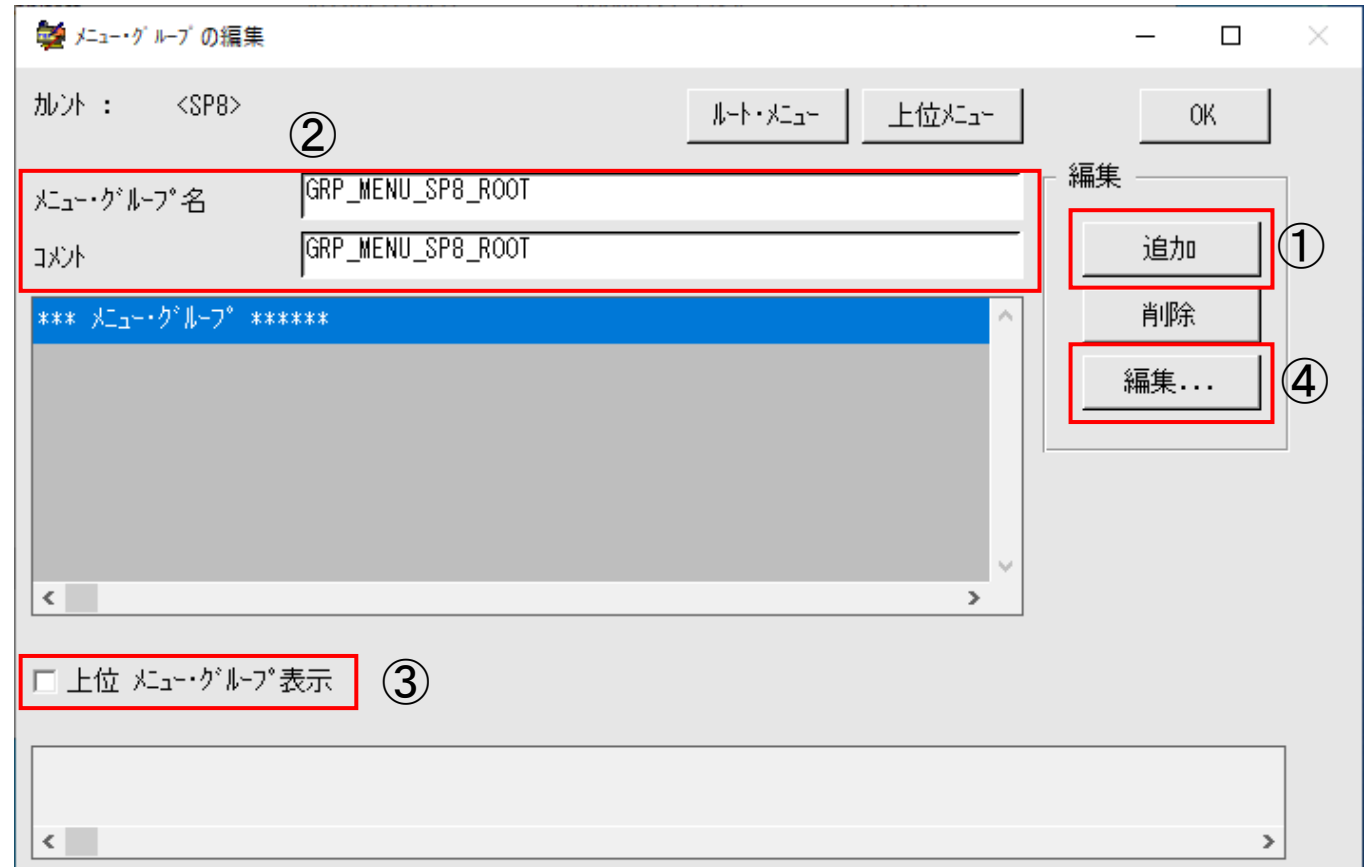 ﾒﾆｭｰ･ｸﾞﾙｰﾌﾟの編集
ｶﾚﾝﾄ : <SP8>
ﾙｰﾄ･ﾒﾆｭｰ
上位ﾒﾆｭｰ
OK
②
ﾒﾆｭｰ･ｸﾞﾙｰﾌﾟ名 GRP_MENU_SP8_ROOT
ｺﾒﾝﾄ GRP_MENU_SP8_ROOT
編集
追加 ①
削除
編集... ④
*** ﾒﾆｭｰ･ｸﾞﾙｰﾌﾟ ******
上位 ﾒﾆｭｰ･ｸﾞﾙｰﾌﾟ表示 ③